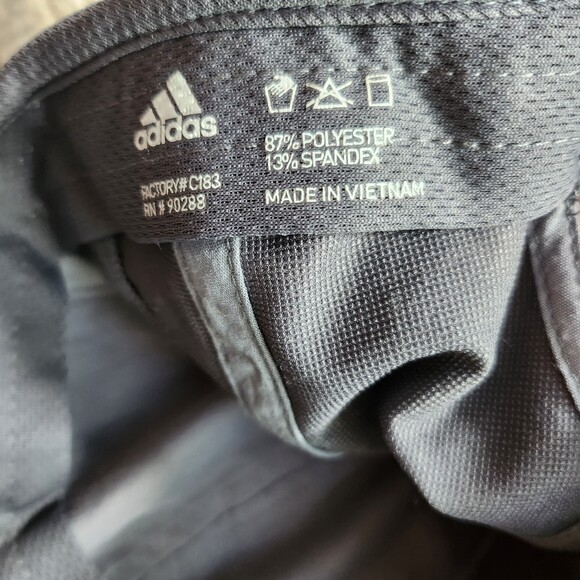 adidas
FACTORY# C183
RN # 90288
87% POLYESTER
13% SPANDEX
MADE IN VIETNAM